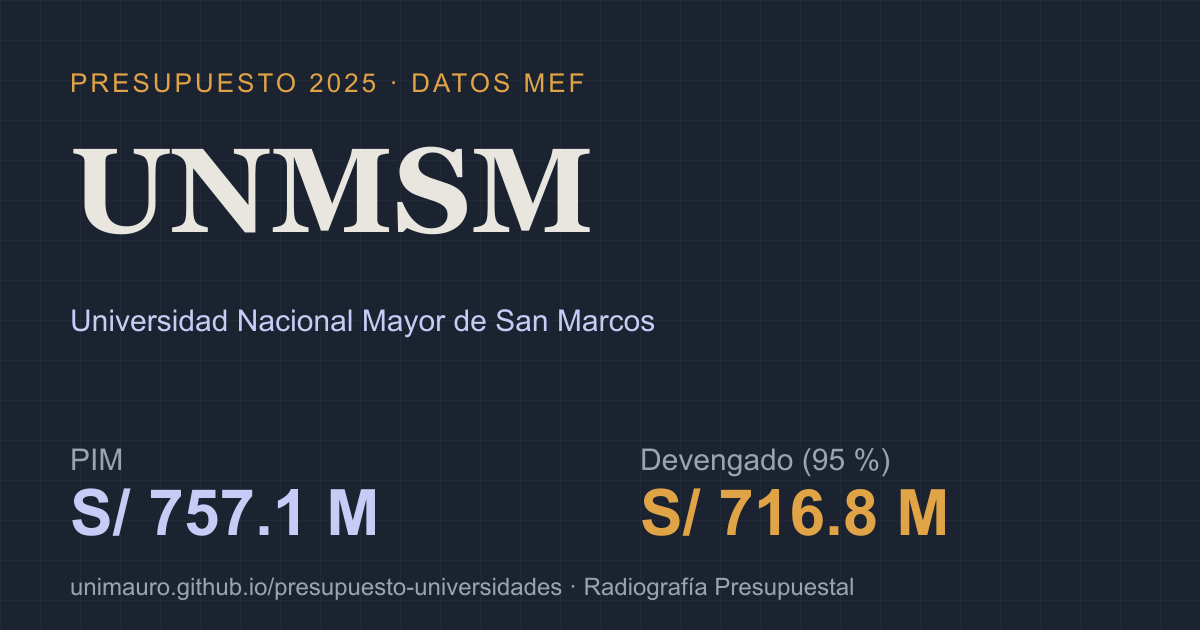 PRESUPUESTO 2025 · DATOS MEF
UNMSM
Universidad Nacional Mayor de San Marcos
PIM
S/ 757.1 M
Devengado (95 %)
S/ 716.8 M
unimauro.github.io/presupuesto-universidades · Radiografía Presupuestal